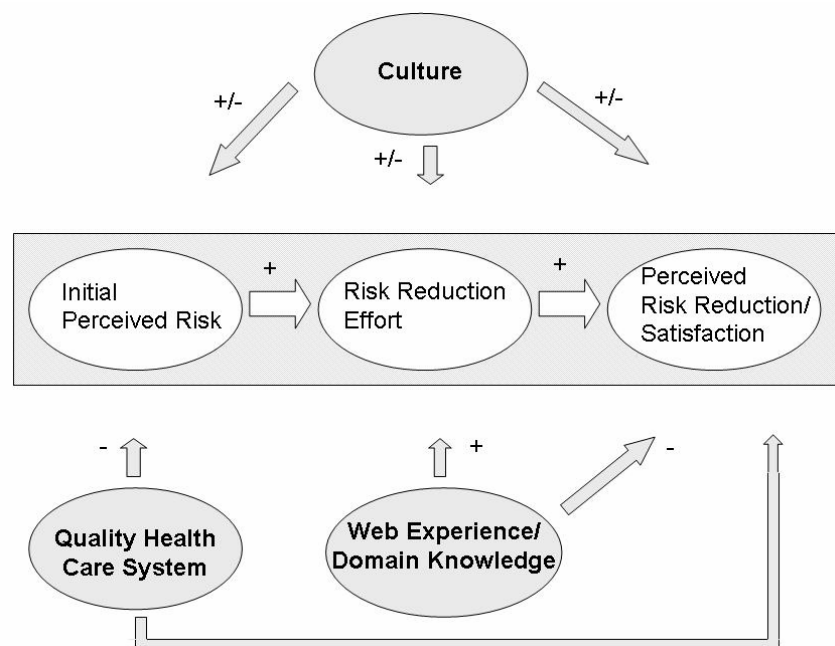 Culture
+/-
+/-
+/-
+
+
Initial
Perceived Risk
Risk Reduction
Effort
Perceived
Risk Reduction/
Satisfaction
-
+
-
Quality Health
Care System
Web Experience/
Domain Knowledge